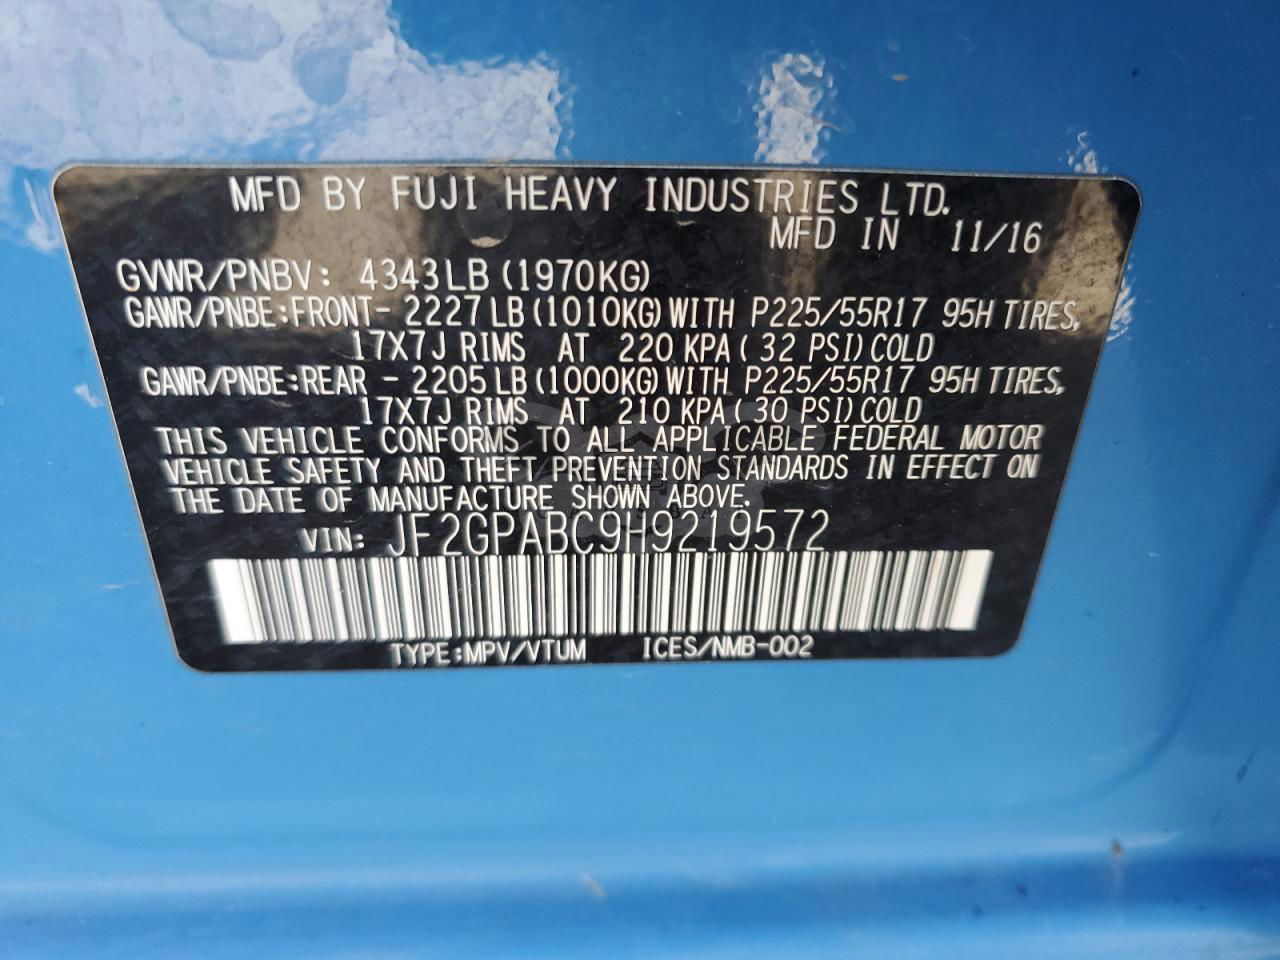 MFD BY FUJI HEAVY INDUSTRIES LTD.
MFD IN 11/16
GVWR/PNBV: 4343LB (1970KG)
GAWR/PNBE:FRONT- 2227LB (1010KG) WITH P225/55R17 95H TIRES,
17X7J RIMS AT 220 KPA ( 32 PSI) COLD
GAWR/PNBE:REAR - 2205LB (1000KG) WITH P225/55R17 95H TIRES,
17X7J RIMS AT 210 KPA ( 30 PSI) COLD
THIS VEHICLE CONFORMS TO ALL APPLICABLE FEDERAL MOTOR
VEHICLE SAFETY AND THEFT PREVENTION STANDARDS IN EFFECT ON
THE DATE OF MANUFACTURE SHOWN ABOVE.
VIN: JF2GPABC9H9219572
TYPE:MPV/VTUM ICES/NMB-002